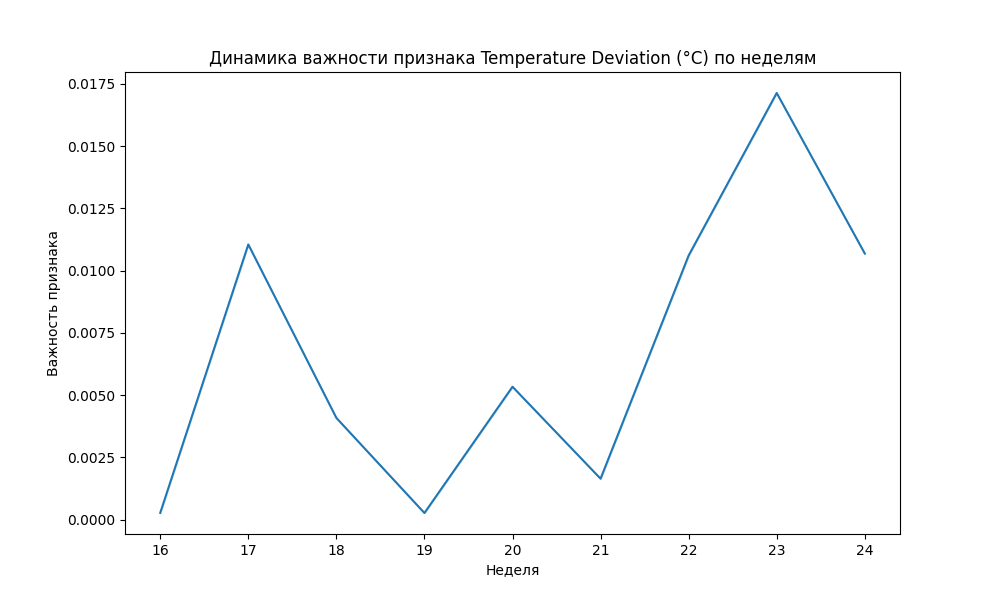 Динамика важности признака Temperature Deviation (°C) по неделям
Важность признака
0.0175
0.0150
0.0125
0.0100
0.0075
0.0050
0.0025
0.0000
16 17 18 19 20 21 22 23 24
Неделя